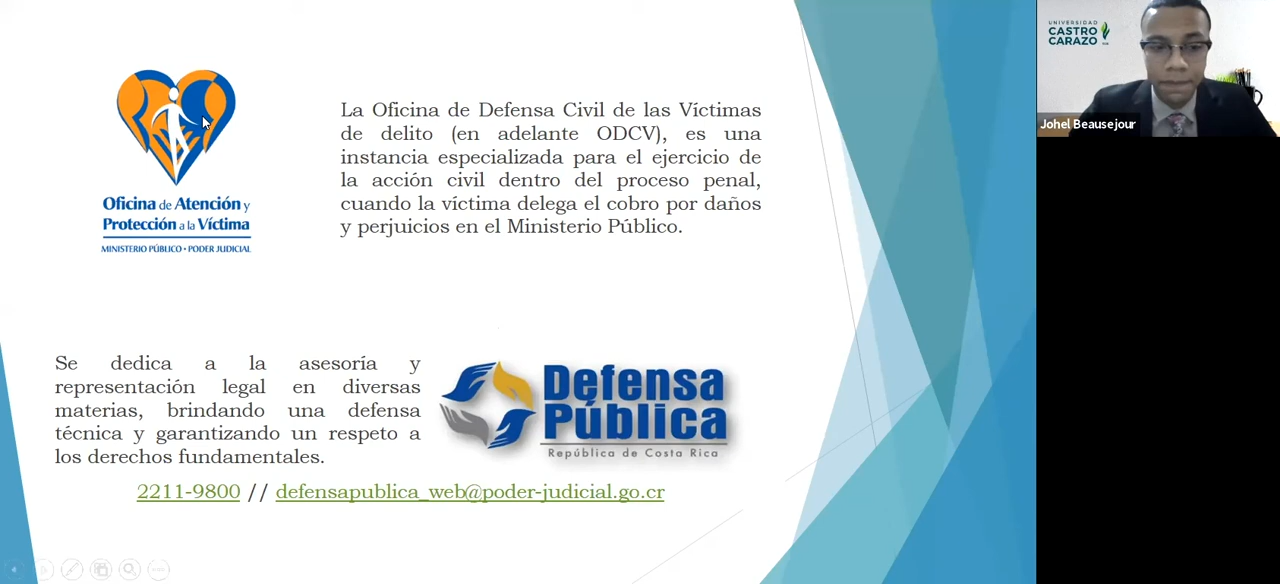 Oficina de Atención y
Protección a la Víctima
MINISTERIO PÚBLICO • PODER JUDICIAL
La Oficina de Defensa Civil de las Víctimas
de delito (en adelante ODCV), es una
instancia especializada para el ejercicio de
la acción civil dentro del proceso penal,
cuando la víctima delega el cobro por daños
y perjuicios en el Ministerio Público.
Se dedica a la asesoría y
representación legal en diversas
materias, brindando una defensa
técnica y garantizando un respeto a
los derechos fundamentales.
Defensa
Pública
República de Costa Rica
2211-9800 // defensapublica_web@poder-judicial.go.cr
UNIVERSIDAD
CASTRO
CARAZO
Johel Beausejour